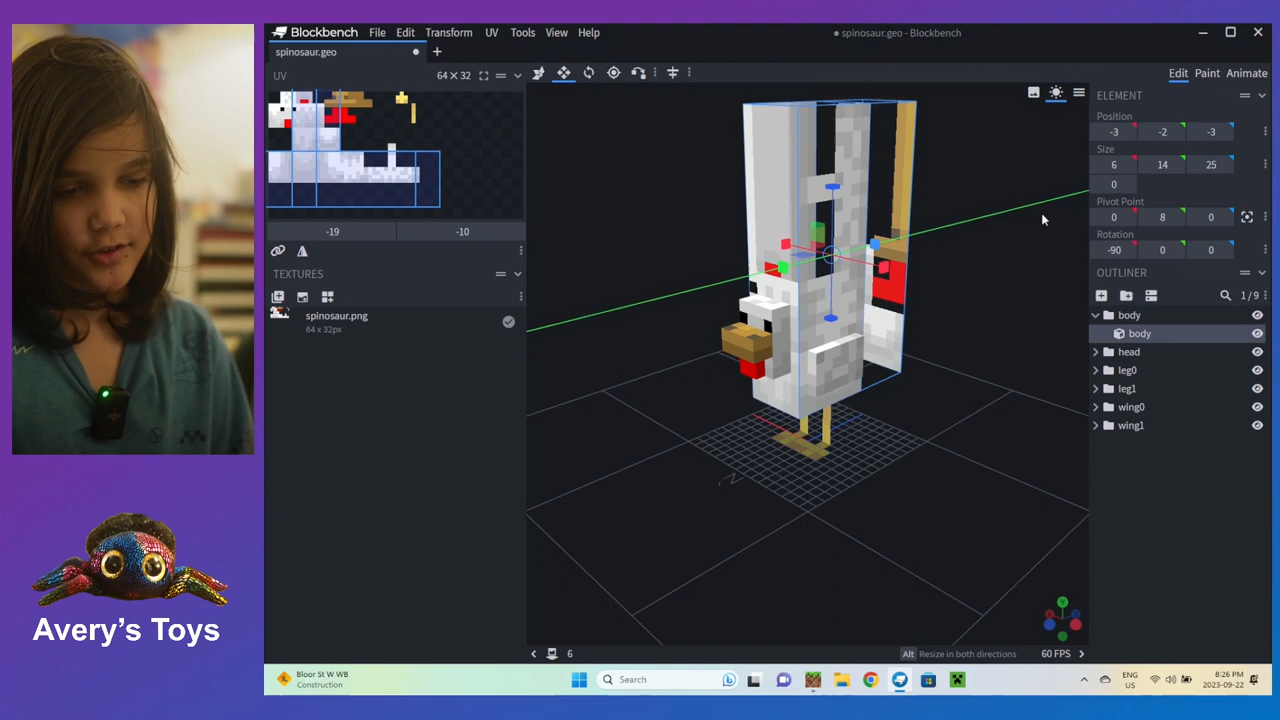 Blockbench
File Edit Transform UV Tools View Help
spinosaur.geo - Blockbench
spinosaur.geo
UV
64 × 32
-19
-10
TEXTURES
spinosaur.png
64 x 32px
Edit Paint Animate
ELEMENT
Position
-3 -2 -3
Size
6 14 25
0
Pivot Point
0 8 0
Rotation
-90 0 0
OUTLINER
1/9
body
body
head
leg0
leg1
wing0
wing1
6
Alt Resize in both directions 60 FPS
Avery's Toys
Bloor St W WB
Construction
Search
ENG
US
8:26 PM
2023-09-22